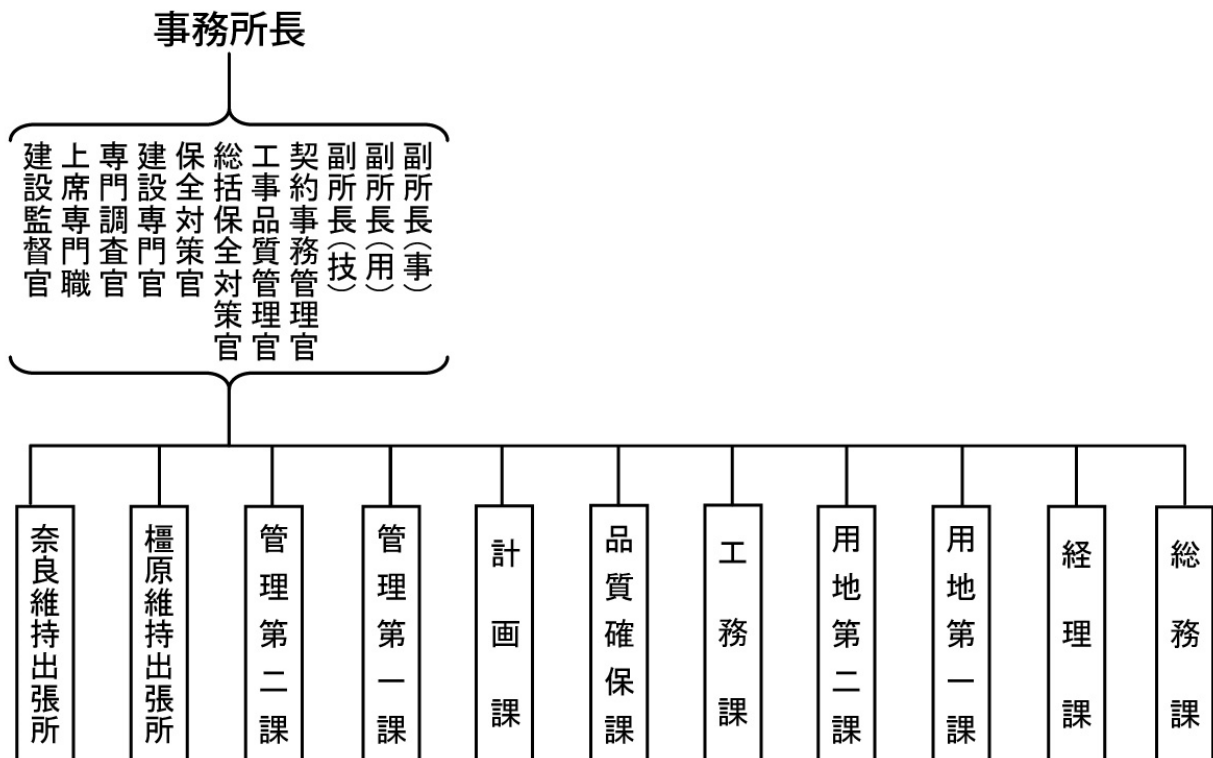 事務所長
副所長(事)
副所長(用)
副所長(技)
契約事務管理官
工事品質管理官
総括保全対策官
保全対策官
建設専門官
専門調査官
上席専門職
建設監督官
総務課
経理課
用地第一課
用地第二課
工務課
品質確保課
計画課
管理第一課
管理第二課
橿原維持出張所
奈良維持出張所